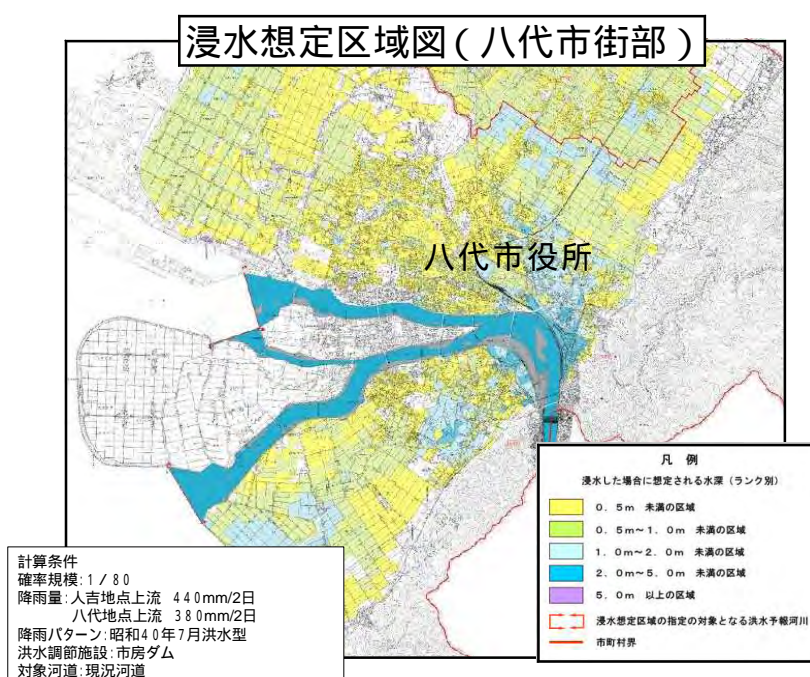 浸水想定区域図(八代市街部)
八代市役所
凡 例
浸水した場合に想定される水深(ランク別)
0.5m 未満の区域
0.5m~1.0m 未満の区域
1.0m~2.0m 未満の区域
2.0m~5.0m 未満の区域
5.0m 以上の区域
浸水想定区域の指定の対象となる洪水予報河川
市町村界
計算条件
確率規模:1/80
降雨量:人吉地点上流 440mm/2日
八代地点上流 380mm/2日
降雨パターン:昭和40年7月洪水型
洪水調節施設:市房ダム
対象河道:現況河道